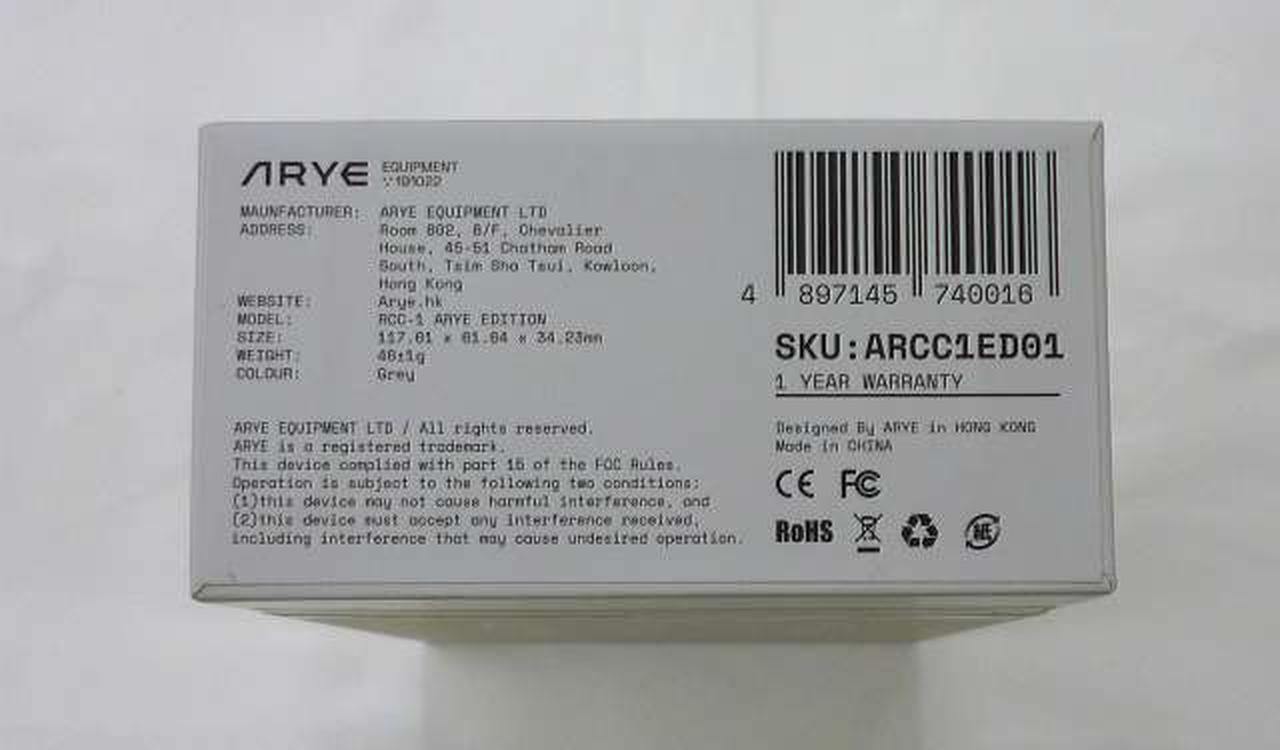 ARYE EQUIPMENT
V191022
MAUNFACTURER: ARYE EQUIPMENT LTD
ADDRESS: Room 802, 8/F, Chevalier
House, 45-51 Chatham Road
South, Tsim Sha Tsui, Kowloon,
Hong Kong
WEBSITE: Arye.hk
MODEL: RCC-1 ARYE EDITION
SIZE: 117.61 x 61.64 x 34.23mm
WEIGHT: 46±1g
COLOUR: Grey
ARYE EQUIPMENT LTD / All rights reserved.
ARYE is a registered trademark.
This device complied with part 15 of the FCC Rules.
Operation is subject to the following two conditions:
(1)this device may not cause harmful interference, and
(2)this device must accept any interference received,
including interference that may cause undesired operation.
4 897145 740016
SKU:ARCC1ED01
1 YEAR WARRANTY
Designed By ARYE in HONG KONG
Made in CHINA
CE FC
RoHS 紙